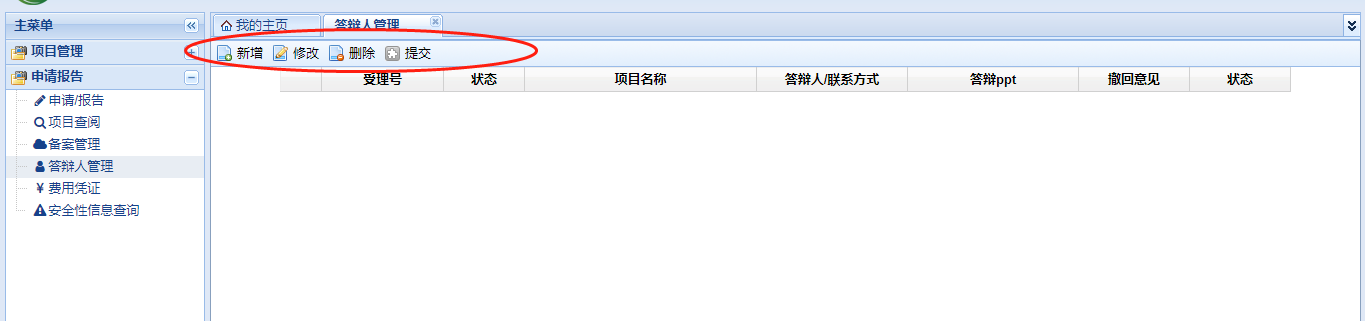 主菜单
我的主页
答辩人管理
项目管理
新增 修改 删除 提交
申请报告
受理号 状态 项目名称 答辩人/联系方式 答辩ppt 撤回意见 状态
申请/报告
项目查阅
备案管理
答辩人管理
¥ 费用凭证
安全性信息查询